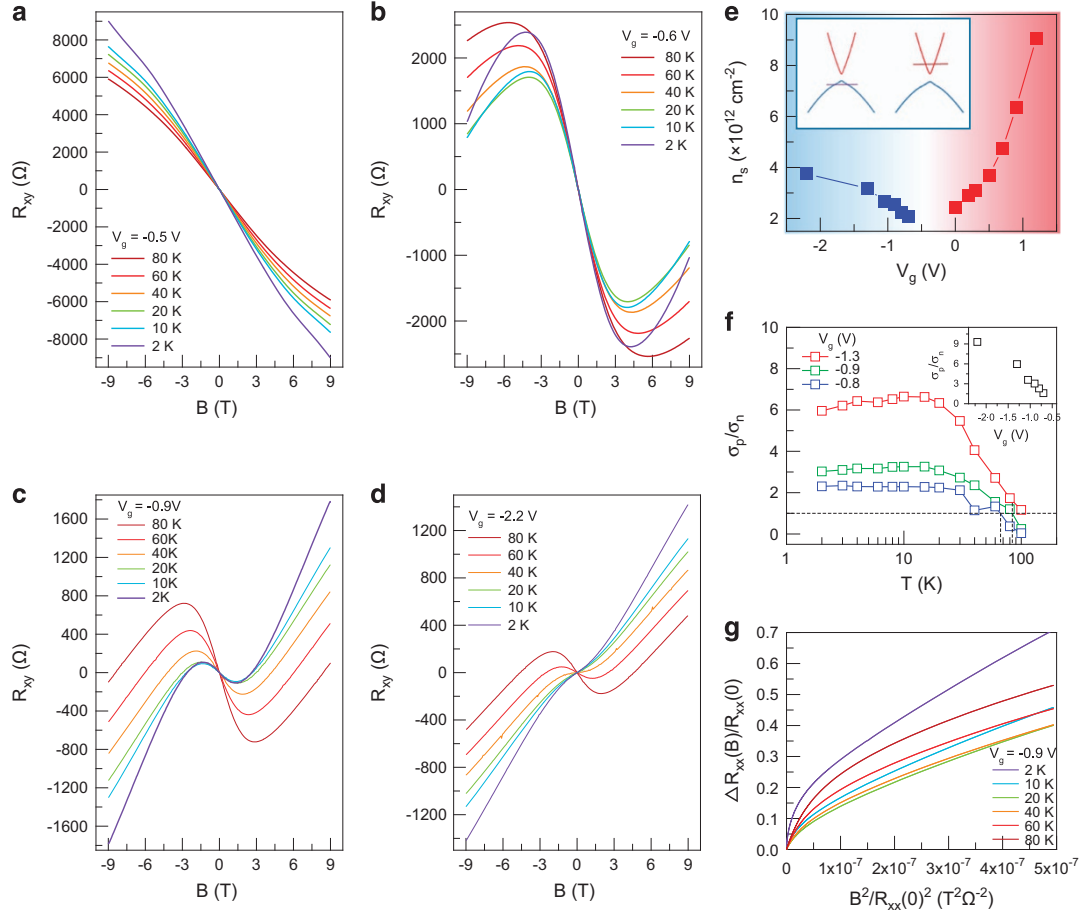 a
8000
6000
4000
2000
0
-2000
-4000
-6000
-8000
R_xy (Ω)
V_g = -0.5 V
80 K
60 K
40 K
20 K
10 K
2 K
-9 -6 -3 0 3 6 9
B (T)
b
2000
1000
0
-1000
-2000
R_xy (Ω)
V_g = -0.6 V
80 K
60 K
40 K
20 K
10 K
2 K
-9 -6 -3 0 3 6 9
B (T)
c
1600
1200
800
400
0
-400
-800
-1200
-1600
R_xy (Ω)
V_g = -0.9V
80 K
60K
40K
20K
10K
2K
-9 -6 -3 0 3 6 9
B (T)
d
1200
800
400
0
-400
-800
-1200
R_xy (Ω)
V_g = -2.2 V
80 K
60 K
40 K
20 K
10 K
2 K
-9 -6 -3 0 3 6 9
B (T)
e
10
8
6
4
2
n_s (×10^12 cm^-2)
-2 -1 0 1
V_g (V)
f
10
8
6
4
2
0
σ_p/σ_n
V_g (V)
-1.3
-0.9
-0.8
9
6
3
0
σ_p/σ_n
-2.0 -1.5 -1.0 -0.5
V_g (V)
1 10 100
T (K)
g
0.7
0.6
0.5
0.4
0.3
0.2
0.1
0.0
ΔR_xx(B)/R_xx(0)
V_g = -0.9 V
2 K
10 K
20 K
40 K
60 K
80 K
0 1x10^-7 2x10^-7 3x10^-7 4x10^-7 5x10^-7
B^2/R_xx(0)^2 (T^2Ω^-2)